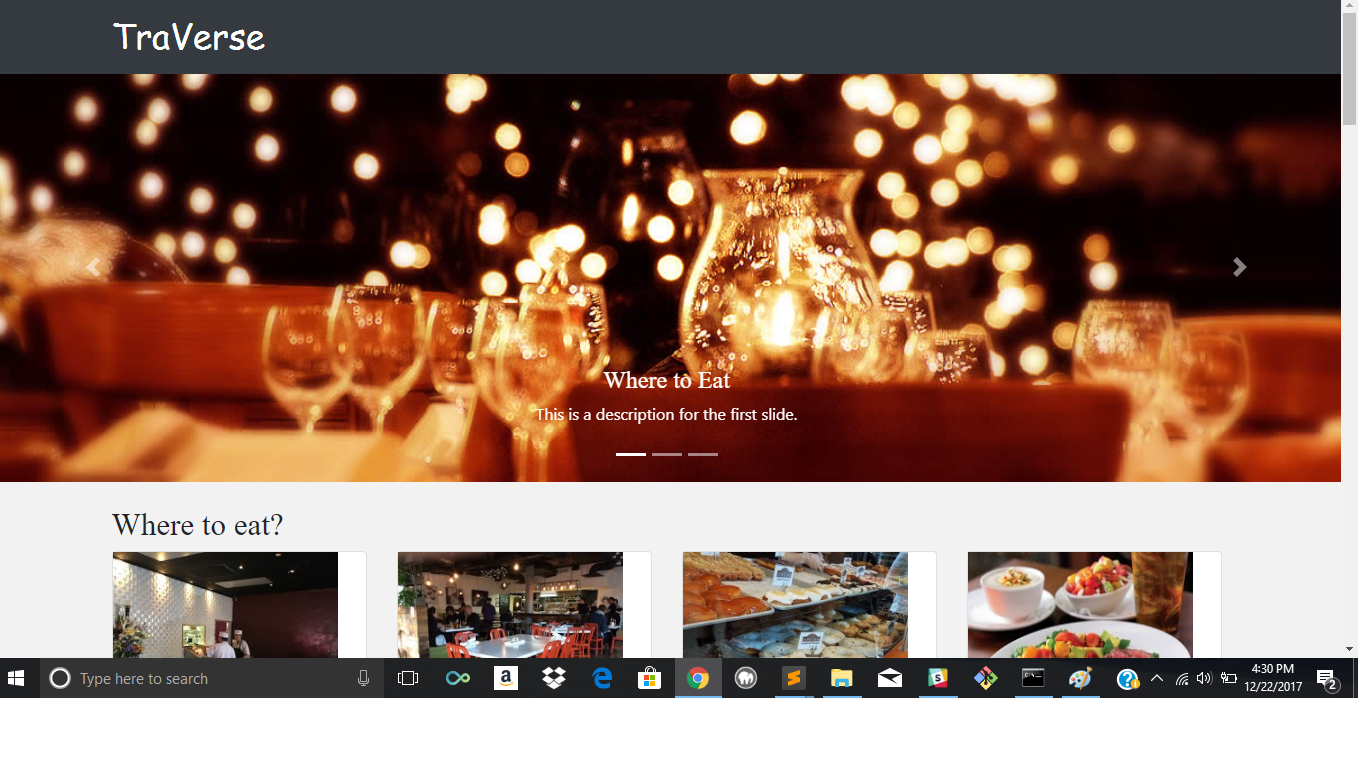 TraVerse
Where to Eat
This is a description for the first slide.
Where to eat?
Type here to search
4:30 PM
12/22/2017
2